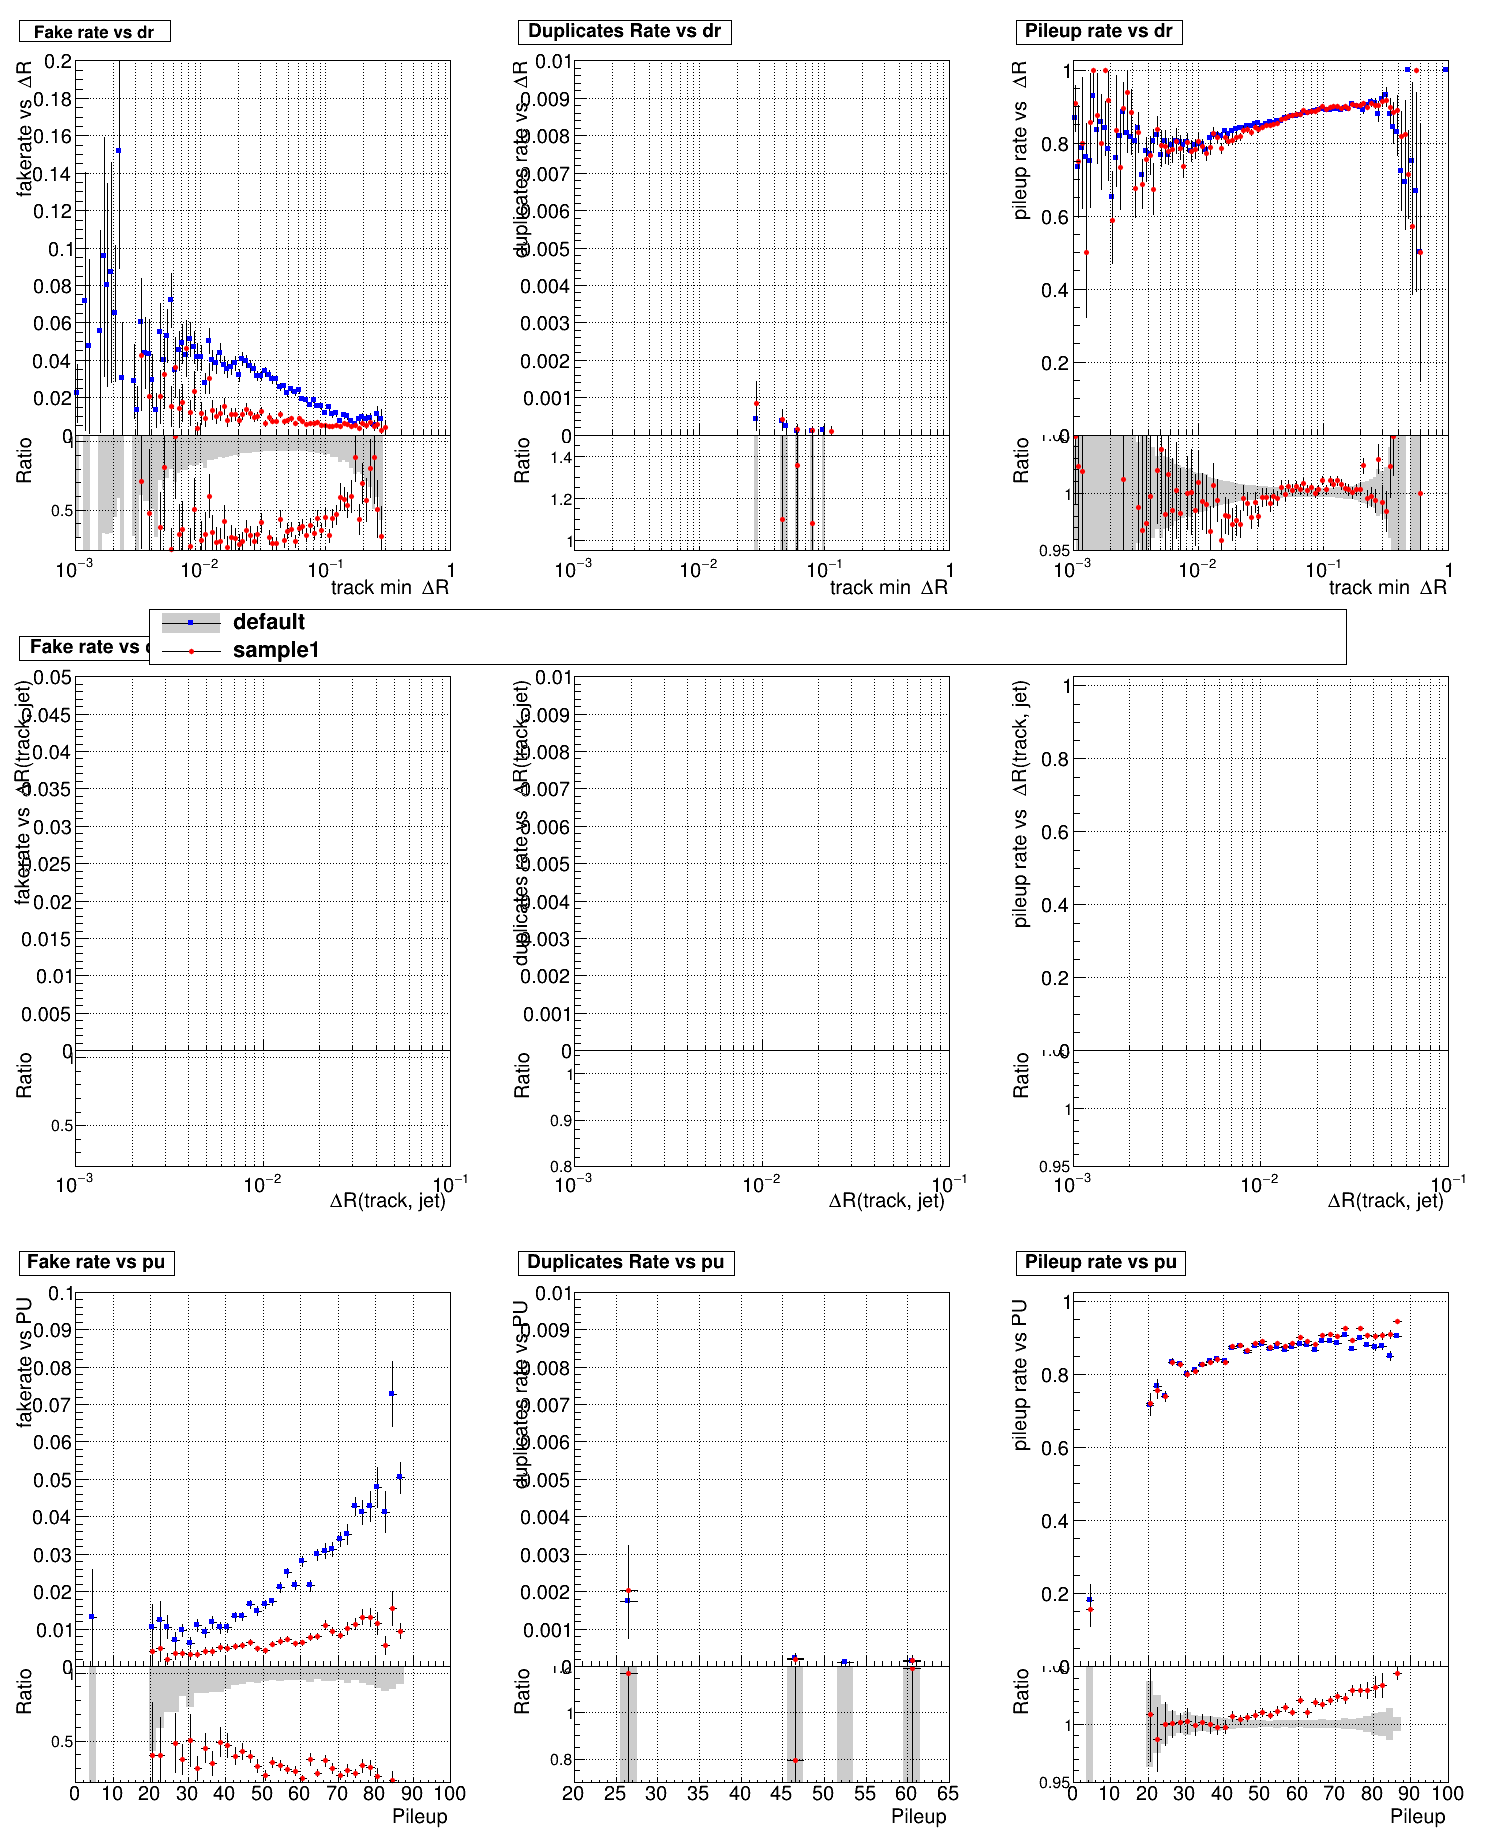 Fake rate vs dr
fakerate vs ΔR
0.2
0.18
0.16
0.14
0.12
0.1
0.08
0.06
0.04
0.02
0
Ratio
0.5
10⁻³ 10⁻² 10⁻¹ 1
track min ΔR
Duplicates Rate vs dr
duplicates rate vs ΔR
0.01
0.009
0.008
0.007
0.006
0.005
0.004
0.003
0.002
0.001
0
Ratio
1.4
1.2
1
10⁻³ 10⁻² 10⁻¹ 1
track min ΔR
Pileup rate vs dr
pileup rate vs ΔR
1
0.8
0.6
0.4
0.2
0
Ratio
1
0.95
10⁻³ 10⁻² 10⁻¹ 1
track min ΔR
default
sample1
Fake rate vs
fakerate vs ΔR(track, jet)
0.05
0.045
0.04
0.035
0.03
0.025
0.02
0.015
0.01
0.005
0
Ratio
0.5
10⁻³ 10⁻² 10⁻¹
ΔR(track, jet)
duplicates rate vs ΔR(track, jet)
0.01
0.009
0.008
0.007
0.006
0.005
0.004
0.003
0.002
0.001
0
Ratio
1
0.9
0.8
10⁻³ 10⁻² 10⁻¹
ΔR(track, jet)
pileup rate vs ΔR(track, jet)
1
0.8
0.6
0.4
0.2
0
Ratio
1
0.95
10⁻³ 10⁻² 10⁻¹
ΔR(track, jet)
Fake rate vs pu
fakerate vs PU
0.1
0.09
0.08
0.07
0.06
0.05
0.04
0.03
0.02
0.01
0
Ratio
0.5
0 10 20 30 40 50 60 70 80 90 100
Pileup
Duplicates Rate vs pu
duplicates rate vs PU
0.01
0.009
0.008
0.007
0.006
0.005
0.004
0.003
0.002
0.001
0
Ratio
1
0.8
20 25 30 35 40 45 50 55 60 65
Pileup
Pileup rate vs pu
pileup rate vs PU
1
0.8
0.6
0.4
0.2
0
Ratio
1
0.95
0 10 20 30 40 50 60 70 80 90 100
Pileup